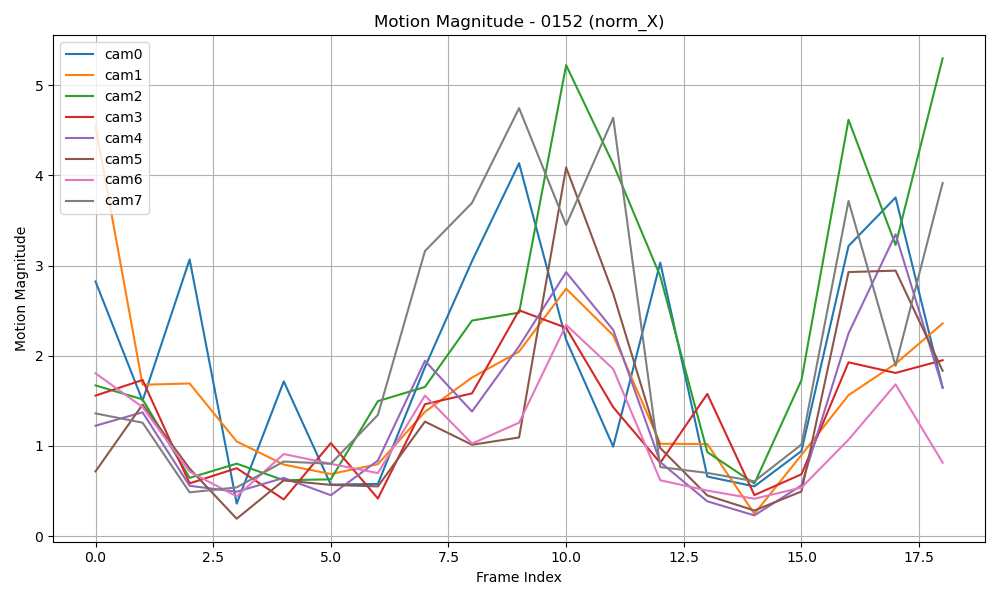 Motion Magnitude - 0152 (norm_X)
cam0
cam1
cam2
cam3
cam4
cam5
cam6
cam7
Motion Magnitude
5
4
3
2
1
0
0.0 2.5 5.0 7.5 10.0 12.5 15.0 17.5
Frame Index